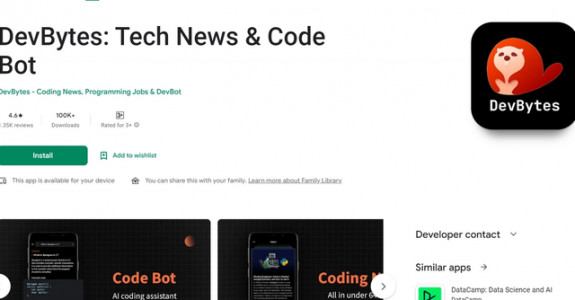 DevBytes: Tech News & Code
Bot
DevBytes - Coding News, Programming Jobs & DevBot
4.6★
100K+
.35K reviews
Downloads
Rated for 3+
Install
Add to wishlist
This app is available for your device
You can share this with your family. Learn more about Family Library
DevBytes
Code Bot
AI coding assistant
Coding N
All in under 6
Developer contact
Similar apps
DataCamp: Data Science and AI
DataCamp